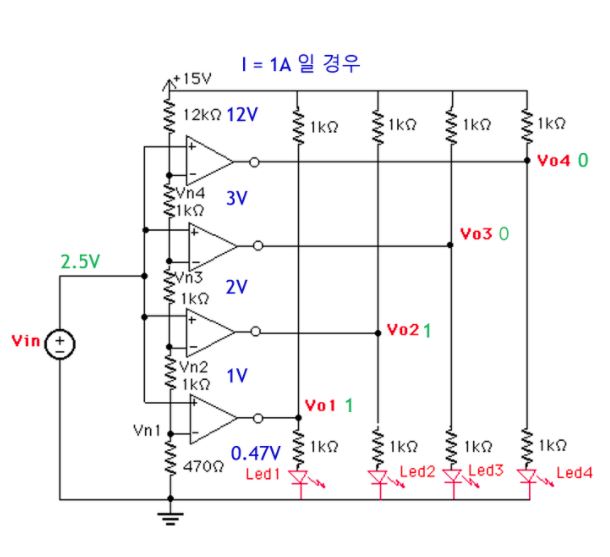 I = 1A 일 경우
+15V
12kΩ 12V
1kΩ
1kΩ
1kΩ
1kΩ
Vo4 0
Vn4
1kΩ
3V
Vo3 0
2.5V
Vn3
1kΩ
2V
Vin
Vo2 1
Vn2
1kΩ
1V
Vo1 1
Vn1
0.47V
470Ω
1kΩ
1kΩ
1kΩ
1kΩ
Led1
Led2
Led3
Led4